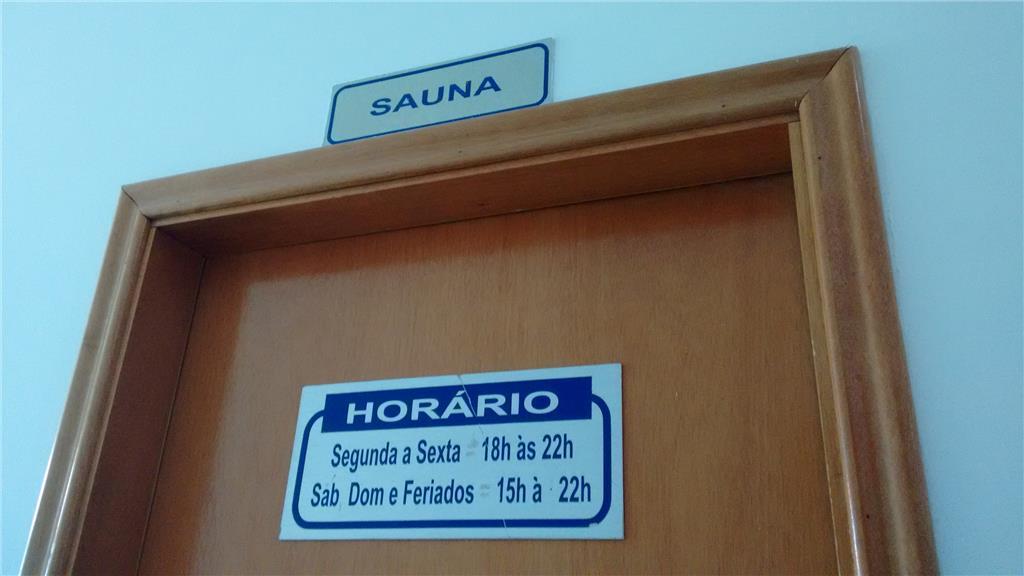 SAUNA
HORÁRIO
Segunda a Sexta - 18h às 22h
Sab Dom e Feriados - 15h à 22h